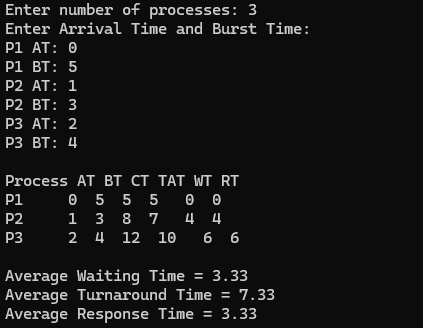 Enter number of processes: 3
Enter Arrival Time and Burst Time:
P1 AT: 0
P1 BT: 5
P2 AT: 1
P2 BT: 3
P3 AT: 2
P3 BT: 4

Process AT BT CT TAT WT RT
P1     0  5  5  5   0  0
P2     1  3  8  7   4  4
P3     2  4  12  10   6  6

Average Waiting Time = 3.33
Average Turnaround Time = 7.33
Average Response Time = 3.33